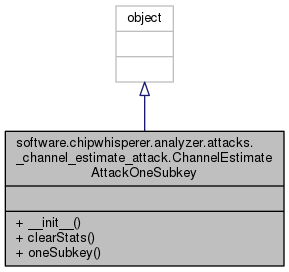 object
software.chipwhisperer.analyzer.attacks.
_channel_estimate_attack.ChannelEstimate
AttackOneSubkey
+ __init__()
+ clearStats()
+ oneSubkey()